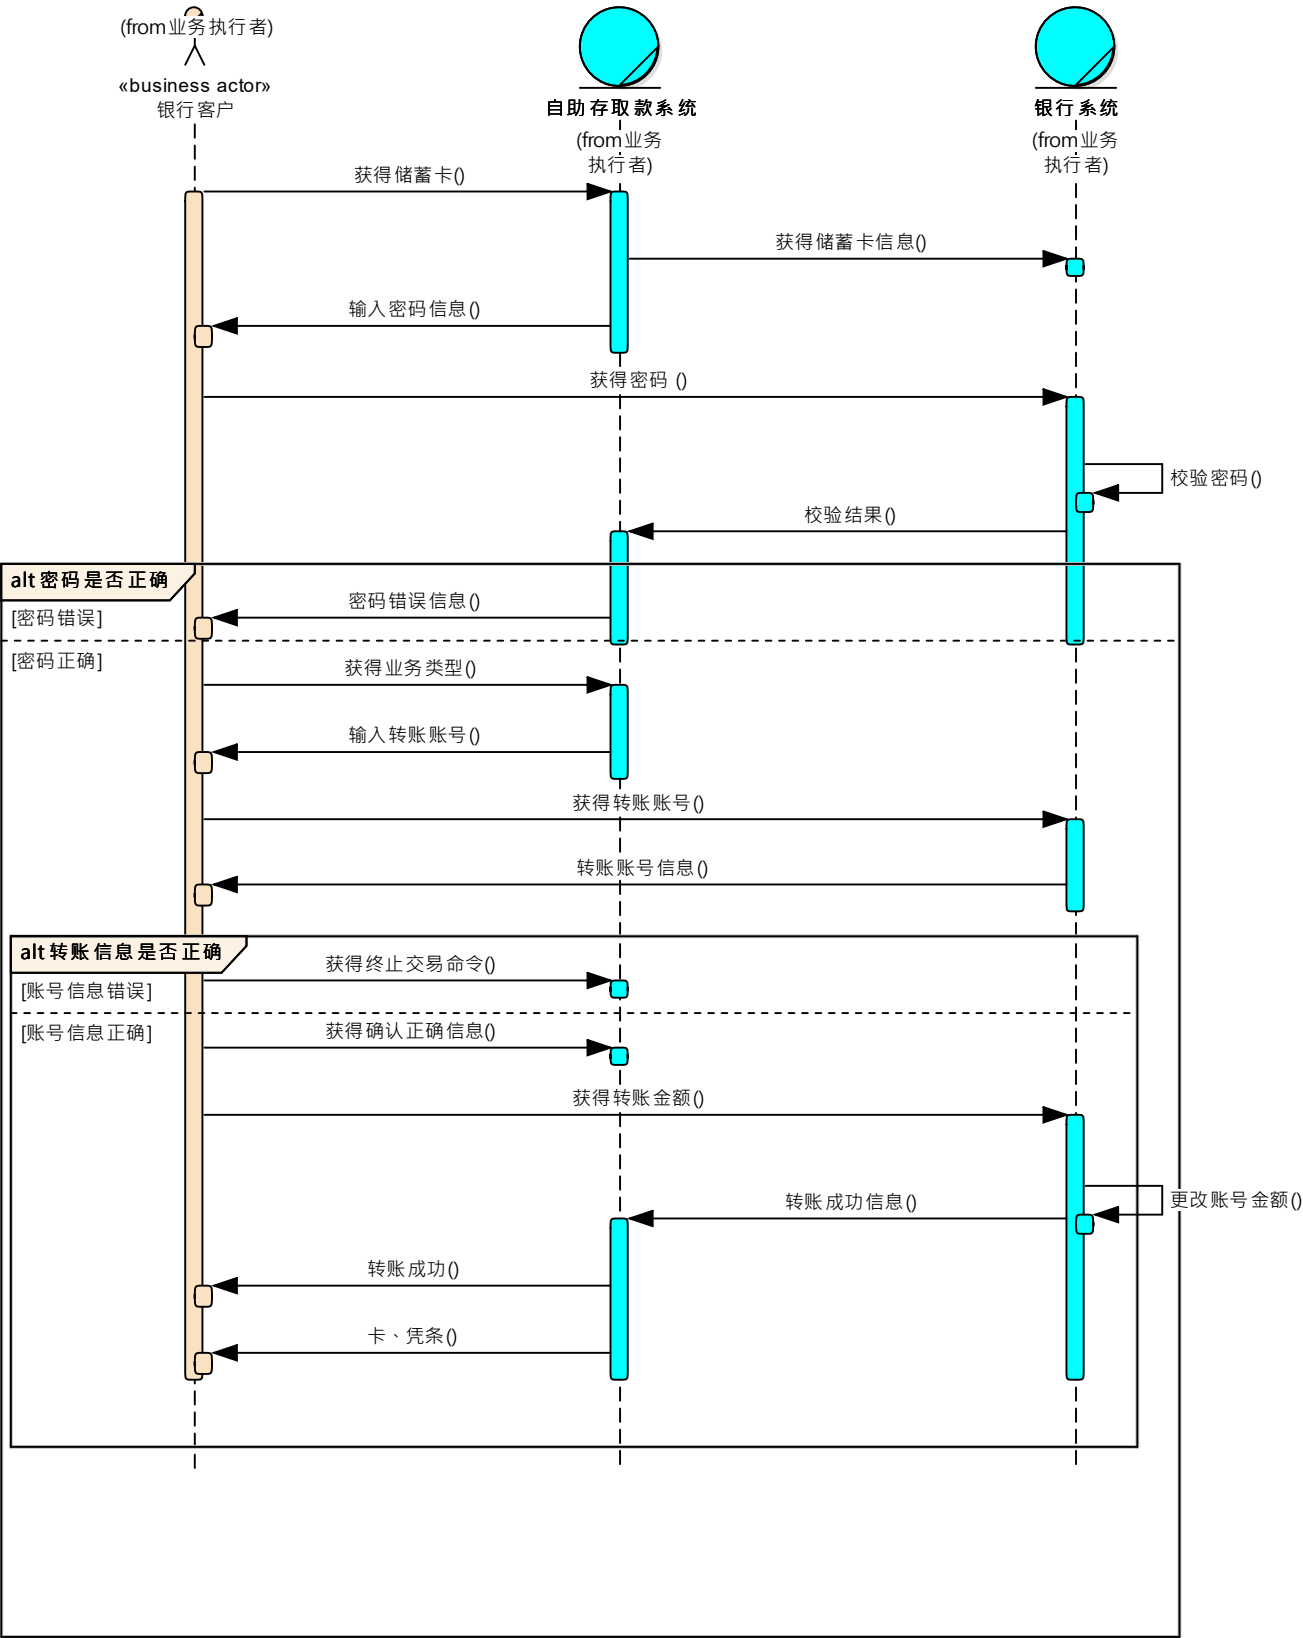 (from业务执行者)
«business actor»
银行客户
自助存取款系统
(from业务
执行者)
银行系统
(from业务
执行者)
获得储蓄卡()
获得储蓄卡信息()
输入密码信息()
获得密码 ()
校验密码()
校验结果()
alt 密码是否正确
[密码错误]
密码错误信息()
[密码正确]
获得业务类型()
输入转账账号()
获得转账账号()
转账账号信息()
alt 转账信息是否正确
获得终止交易命令()
[账号信息错误]
[账号信息正确]
获得确认正确信息()
获得转账金额()
更改账号金额()
转账成功信息()
转账成功()
卡、凭条()